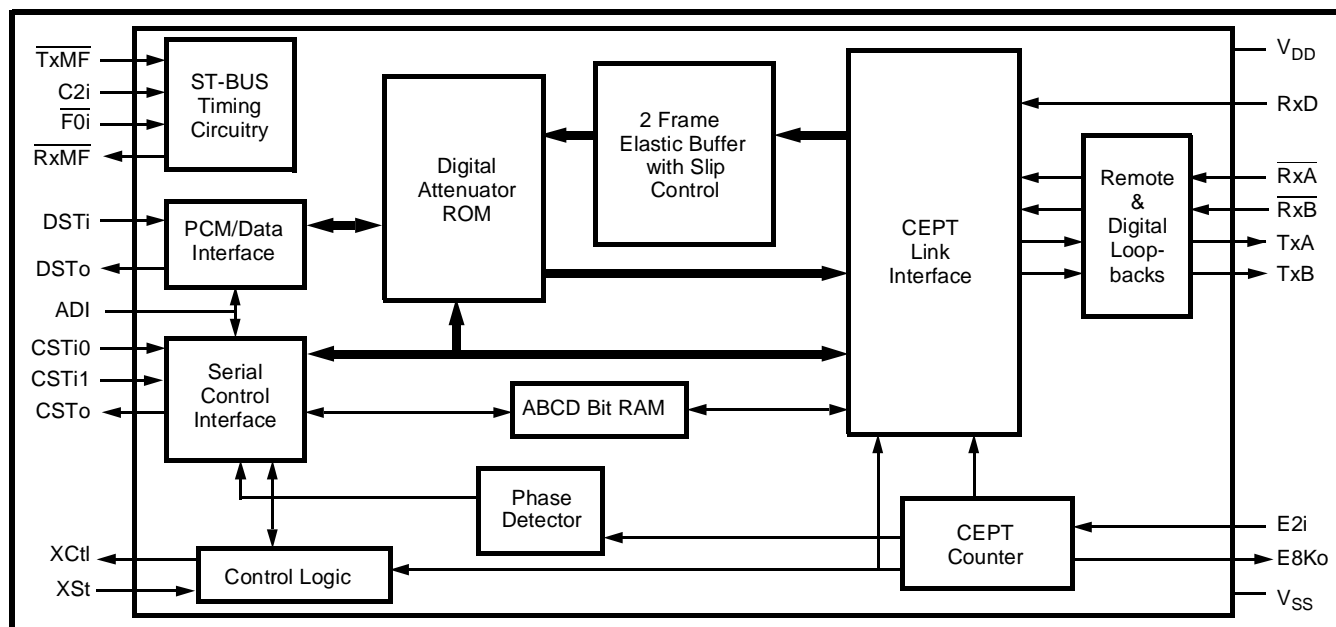 TxMF
C2i
F0i
RxMF
DSTi
DSTo
ADI
CSTi0
CSTi1
CSTo
XCtl
XSt
ST-BUS
Timing
Circuitry
PCM/Data
Interface
Serial
Control
Interface
Control Logic
Digital
Attenuator
ROM
2 Frame
Elastic Buffer
with Slip
Control
ABCD Bit RAM
Phase
Detector
CEPT
Link
Interface
CEPT
Counter
Remote
&
Digital
Loop-
backs
VDD
RxD
RxA
RxB
TxA
TxB
E2i
E8Ko
VSS